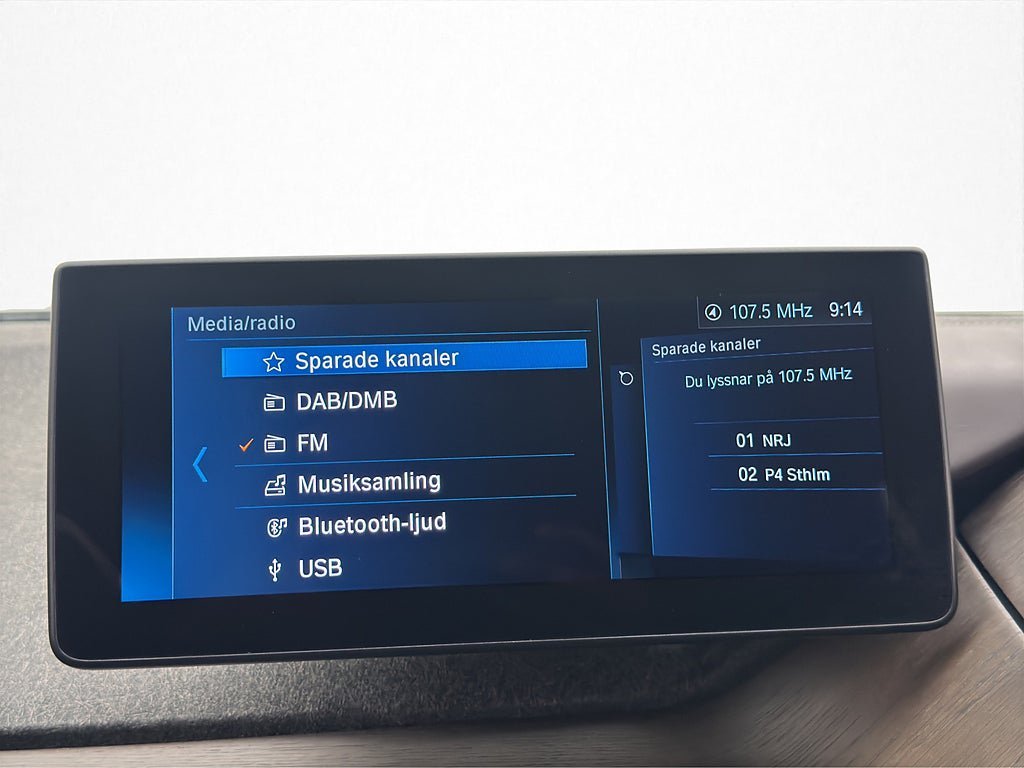 107.5 MHz 9:14
Media/radio
Sparade kanaler
DAB/DMB
FM
Musiksamling
Bluetooth-ljud
USB
Sparade kanaler
Du lyssnar på 107.5 MHz
01 NRJ
02 P4 Sthlm